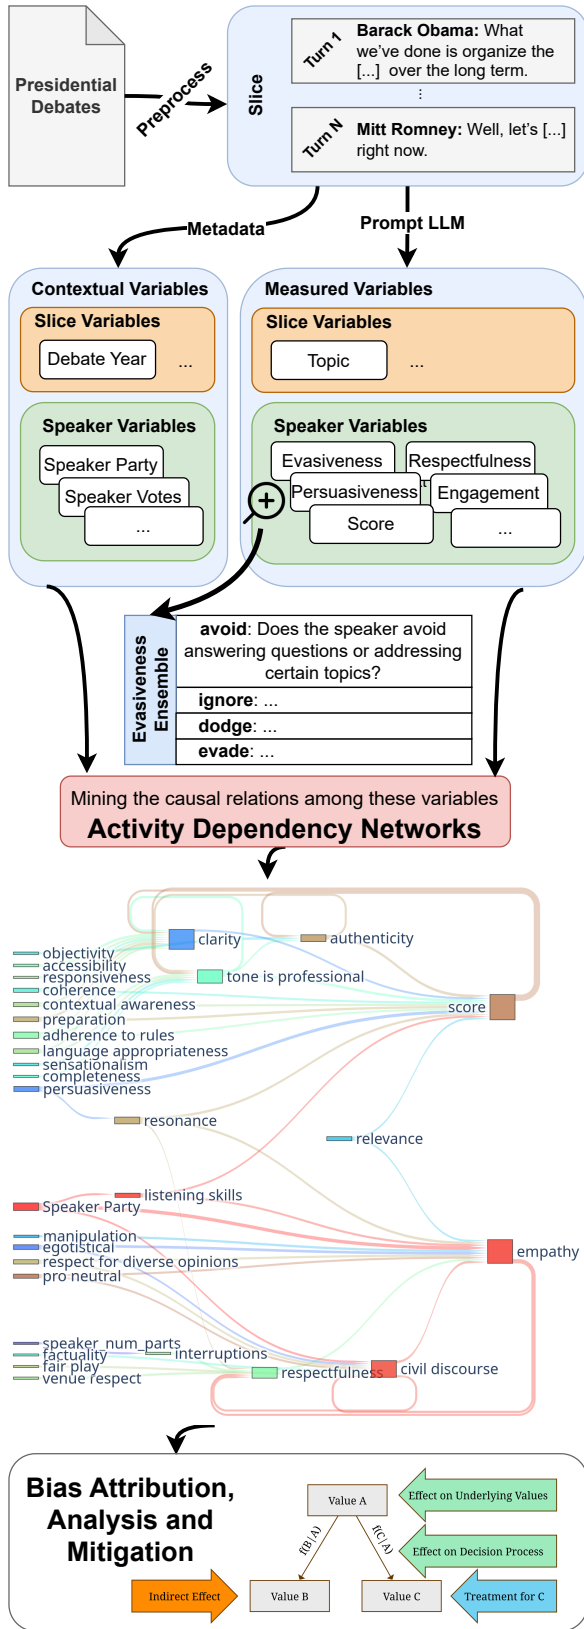 Presidential
Debates
Preprocess
Slice
Turn 1
Barack Obama: What
we've done is organize the
[...] over the long term.
...
Turn N
Mitt Romney: Well, let's [...]
right now.
Metadata
Prompt LLM
Contextual Variables
Slice Variables
Debate Year
...
Speaker Variables
Speaker Party
Speaker Votes
...
Measured Variables
Slice Variables
Topic
...
Speaker Variables
Evasiveness
Respectfulness
Persuasiveness
Engagement
Score
...
Evasiveness
Ensemble
avoid: Does the speaker avoid
answering questions or addressing
certain topics?
ignore: ...
dodge: ...
evade: ...
Mining the causal relations among these variables
Activity Dependency Networks
clarity
authenticity
objectivity
accessibility
responsiveness
coherence
tone is professional
contextual awareness
score
preparation
adherence to rules
language appropriateness
sensationalism
completeness
persuasiveness
resonance
relevance
listening skills
Speaker Party
manipulation
egotistical
empathy
respect for diverse opinions
pro neutral
speaker_num_parts
factuality
interruptions
fair play
respectfulness
civil discourse
venue respect
Bias Attribution,
Analysis and
Mitigation
Value A
Effect on Underlying Values
f(B|A)
f(C|A)
Effect on Decision Process
Indirect Effect
Value B
Value C
Treatment for C